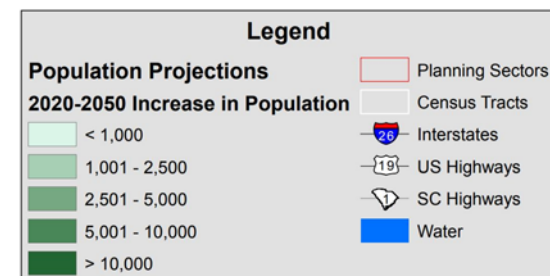 Legend
Population Projections
2020-2050 Increase in Population
< 1,000
1,001 - 2,500
2,501 - 5,000
5,001 - 10,000
> 10,000
Planning Sectors
Census Tracts
26 Interstates
19 US Highways
1 SC Highways
Water